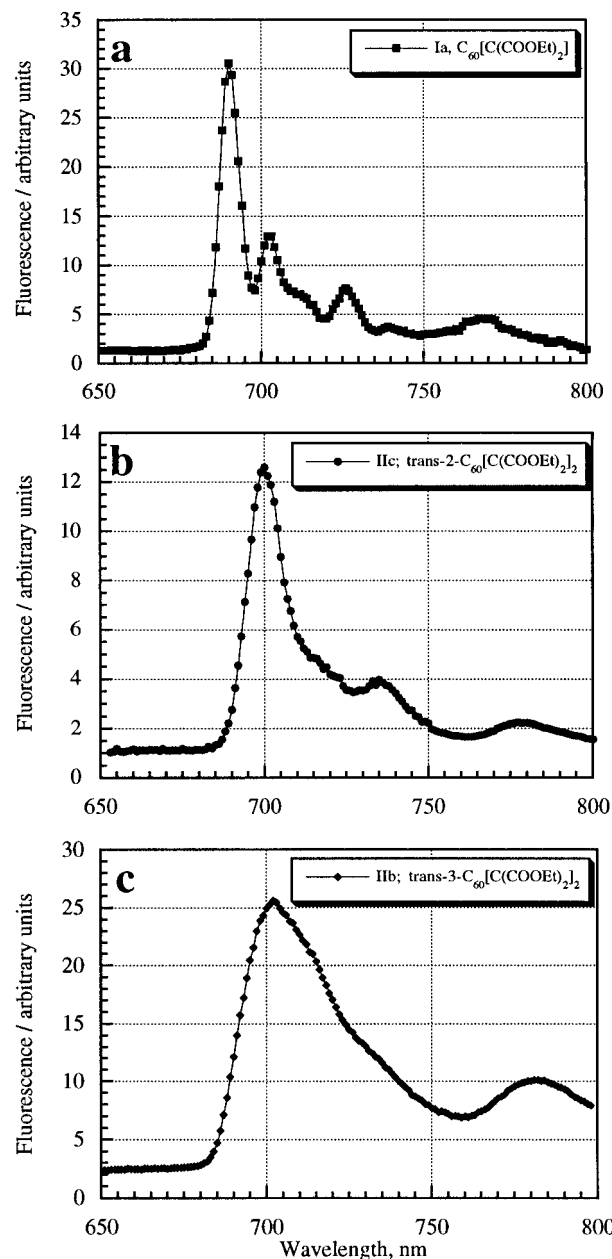 a
Ia, C60[C(COOEt)2]
Fluorescence / arbitrary units
35
30
25
20
15
10
5
0
650 700 750 800
b
IIc; trans-2-C60[C(COOEt)2]2
Fluorescence / arbitrary units
14
12
10
8
6
4
2
0
650 700 750 800
c
IIb; trans-3-C60[C(COOEt)2]2
Fluorescence / arbitrary units
30
25
20
15
10
5
0
650 700 750 800
Wavelength, nm